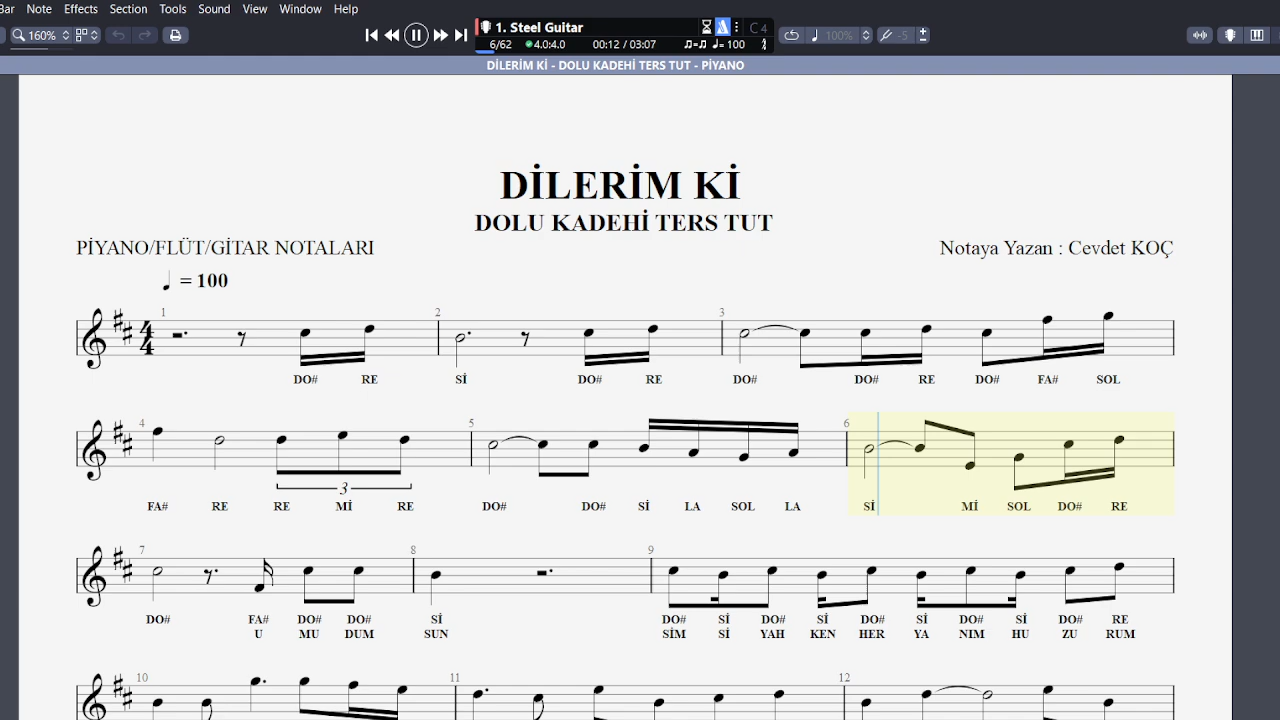 Bar Note Effects Section Tools Sound View Window Help
160% 1. Steel Guitar C 4 100% -5
6/62 4.0:4.0 00:12 / 03:07 = 100
DİLERİM Kİ - DOLU KADEHİ TERS TUT - PİYANO
DİLERİM Kİ
DOLU KADEHİ TERS TUT
PİYANO/FLÜT/GİTAR NOTALARI Notaya Yazan : Cevdet KOÇ
= 100
1 2 3
4 4
DO# RE Sİ DO# RE DO# DO# RE DO# FA# SOL
4 5 6
3
FA# RE RE Mİ RE DO# DO# Sİ LA SOL LA Sİ Mİ SOL DO# RE
7 8 9
DO# FA# DO# DO# Sİ DO# Sİ DO# Sİ DO# Sİ DO# Sİ DO# RE
U MU DUM SUN SİM Sİ YAH KEN HER YA NIM HU ZU RUM
10 11 12